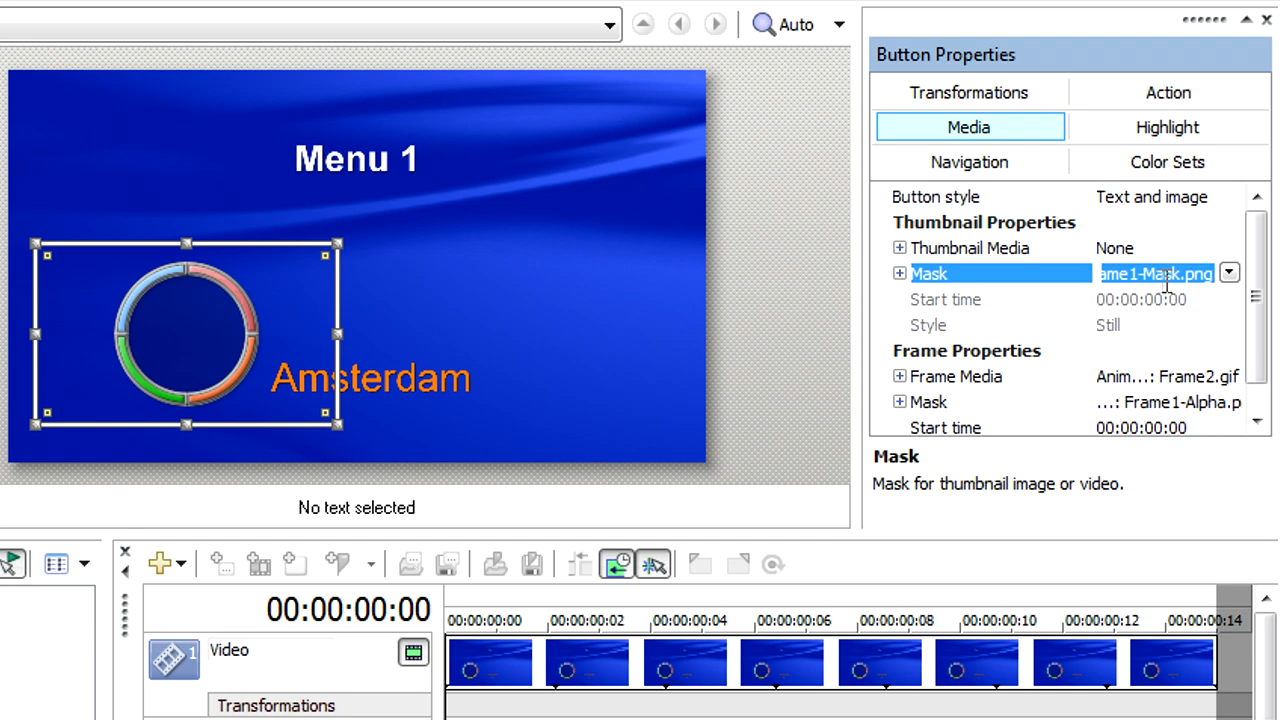 Auto
Menu 1
Amsterdam
No text selected
Button Properties
Transformations Action
Media Highlight
Navigation Color Sets
Button style Text and image
Thumbnail Properties
Thumbnail Media None
Mask ame1-Mask.png
Start time 00:00:00:00
Style Still
Frame Properties
Frame Media Anim...: Frame2.gif
Mask ...: Frame1-Alpha.p
Start time 00:00:00:00
Mask
Mask for thumbnail image or video.
00:00:00:00
00:00:00:00 00:00:00:02 00:00:00:04 00:00:00:06 00:00:00:08 00:00:00:10 00:00:00:12 00:00:00:14
1 Video
Transformations